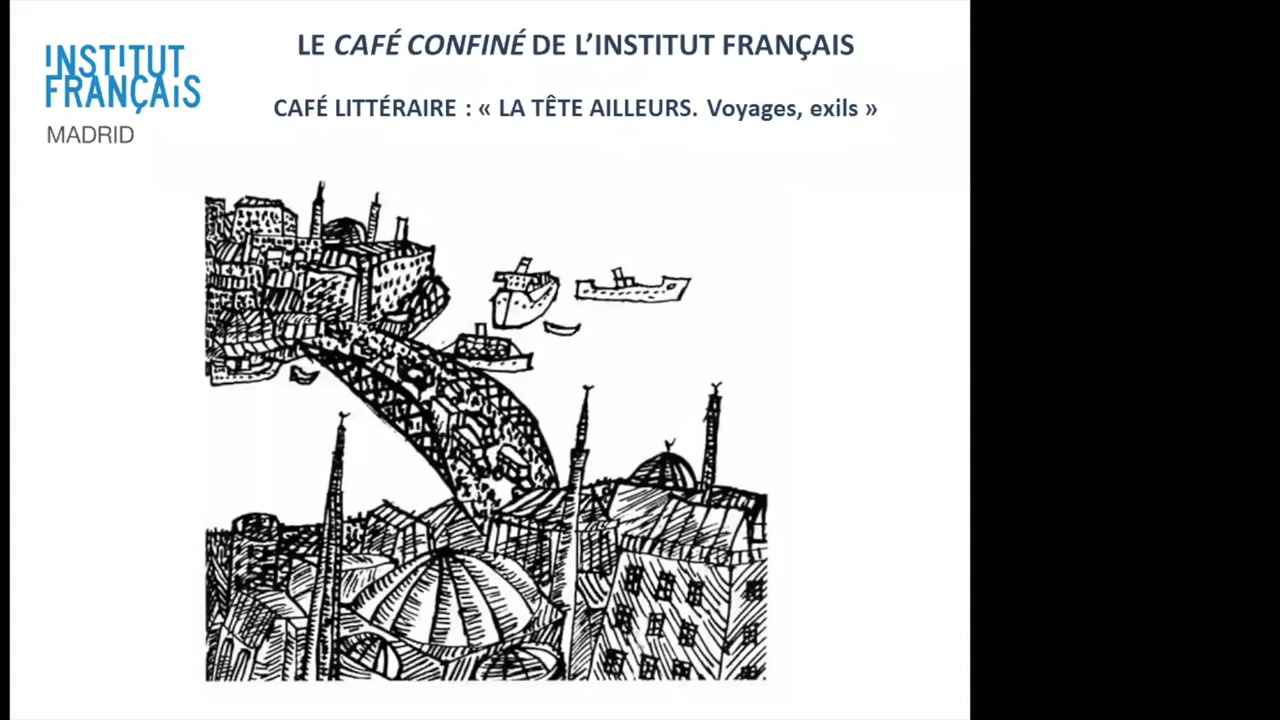 INSTITUT
FRANÇAIS
MADRID
LE CAFÉ CONFINÉ DE L’INSTITUT FRANÇAIS
CAFÉ LITTÉRAIRE : « LA TÊTE AILLEURS. Voyages, exils »